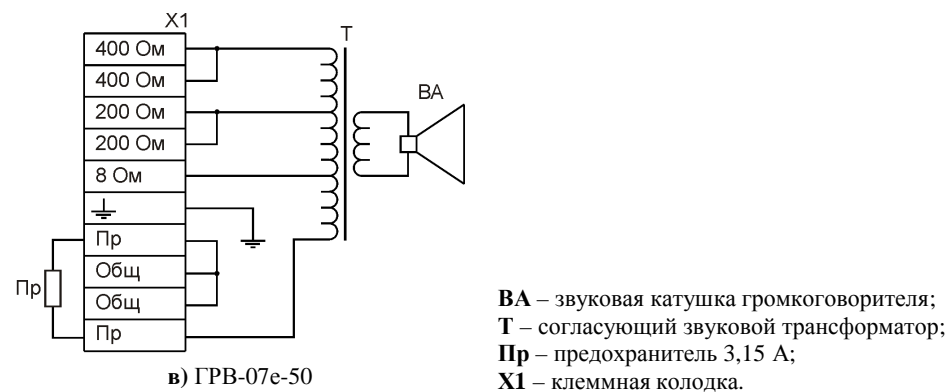 X1
400 Ом
400 Ом
200 Ом
200 Ом
8 Ом
Пр
Общ
Общ
Пр
Пр
T
BA
в) ГРВ-07е-50
ВА – звуковая катушка громкоговорителя;
Т – согласующий звуковой трансформатор;
Пр – предохранитель 3,15 А;
X1 – клеммная колодка.